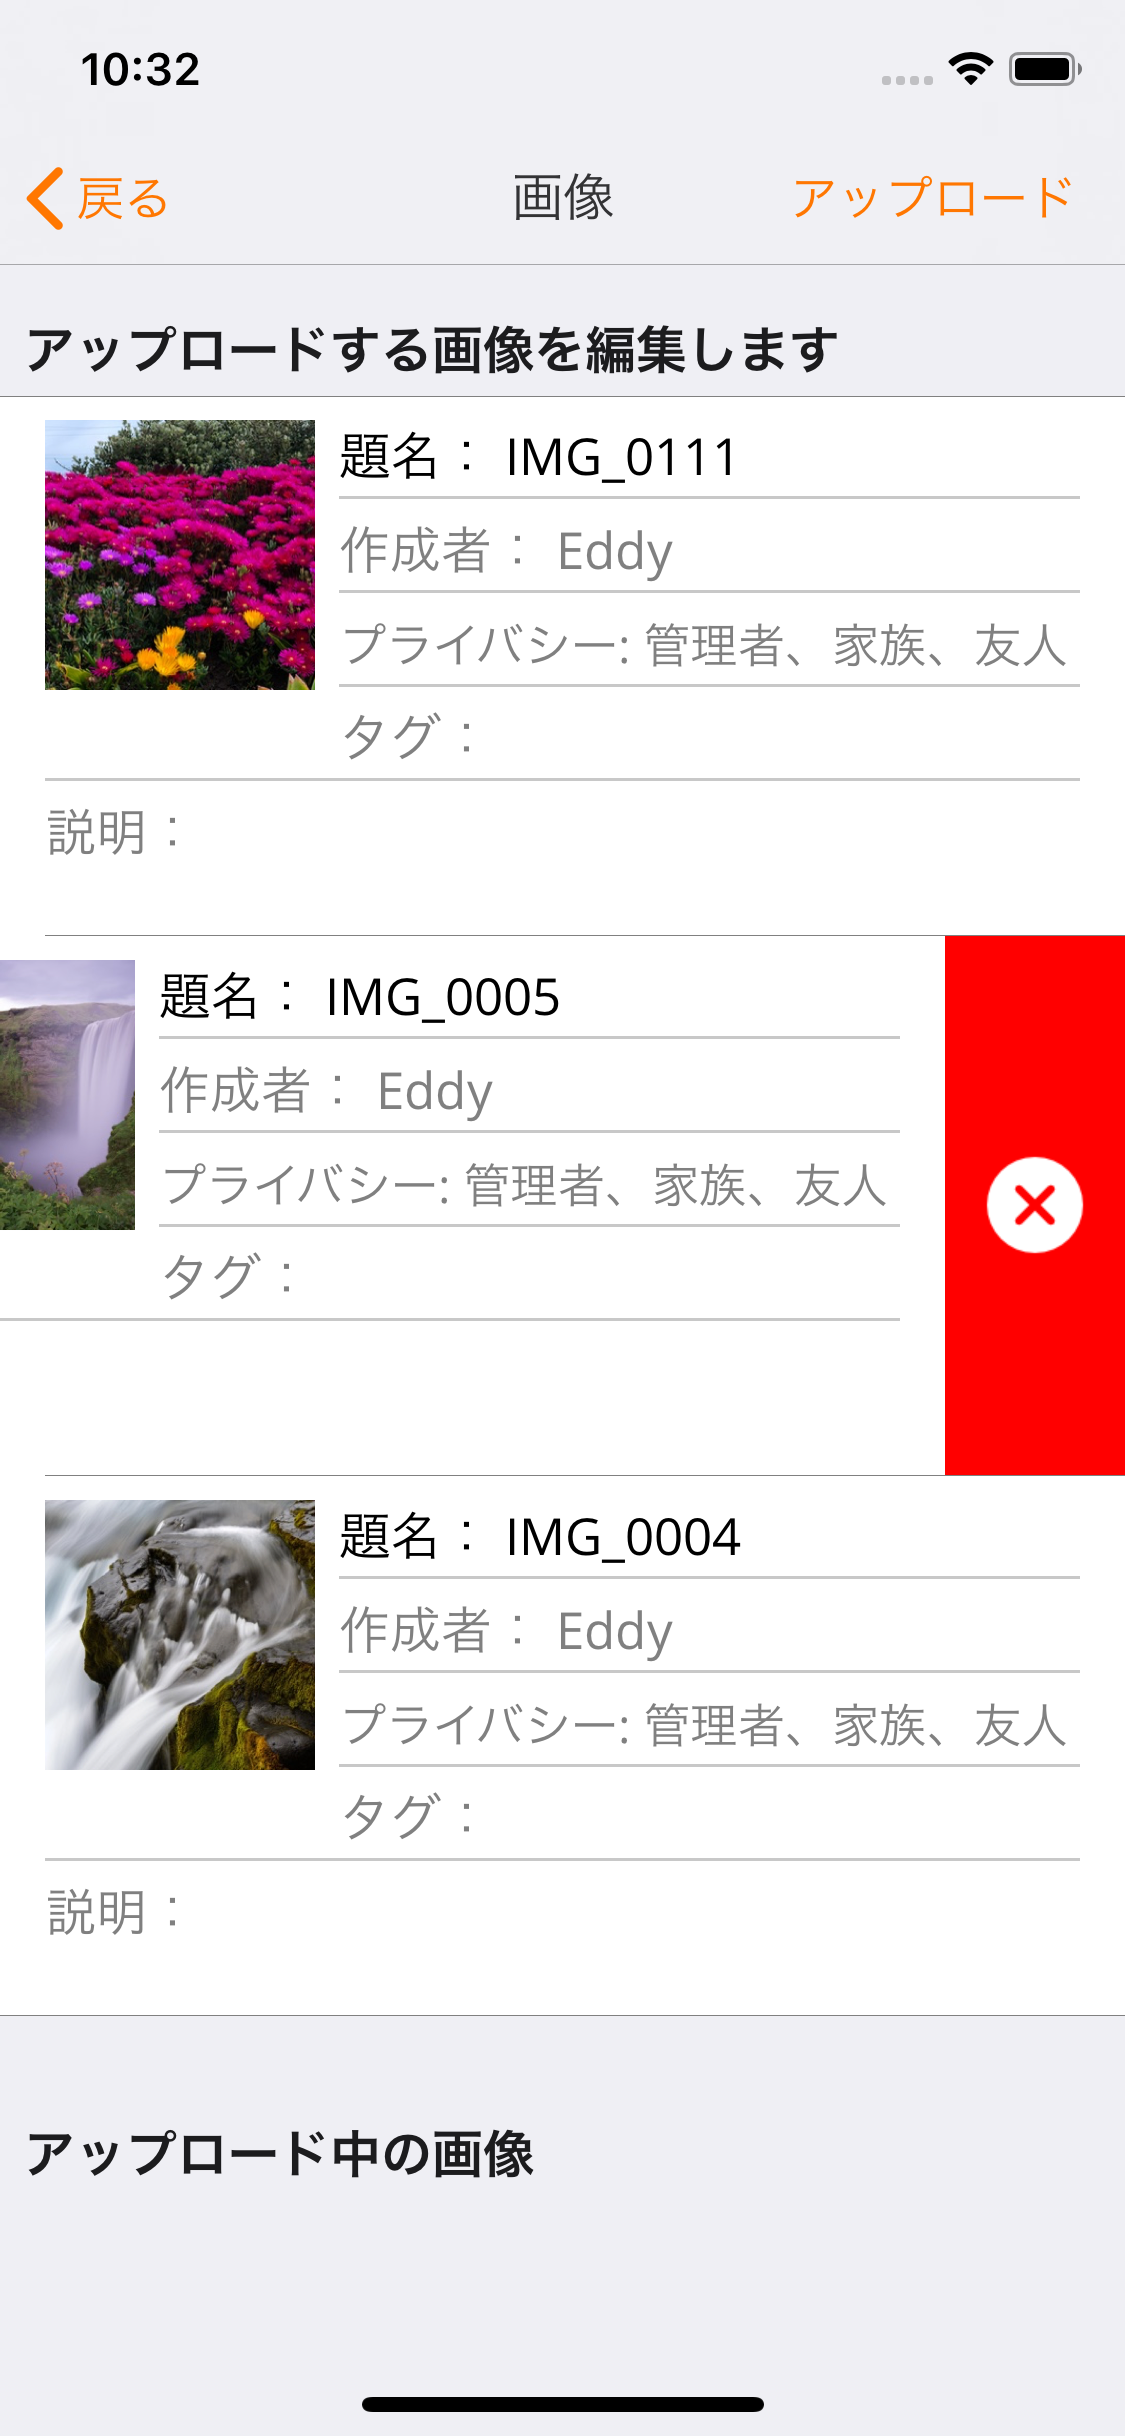 10:32
戻る
画像
アップロード
アップロードする画像を編集します
題名： IMG_0111
作成者： Eddy
プライバシー: 管理者、家族、友人
タグ：
説明：
題名： IMG_0005
作成者： Eddy
プライバシー: 管理者、家族、友人
タグ：
題名： IMG_0004
作成者： Eddy
プライバシー: 管理者、家族、友人
タグ：
説明：
アップロード中の画像